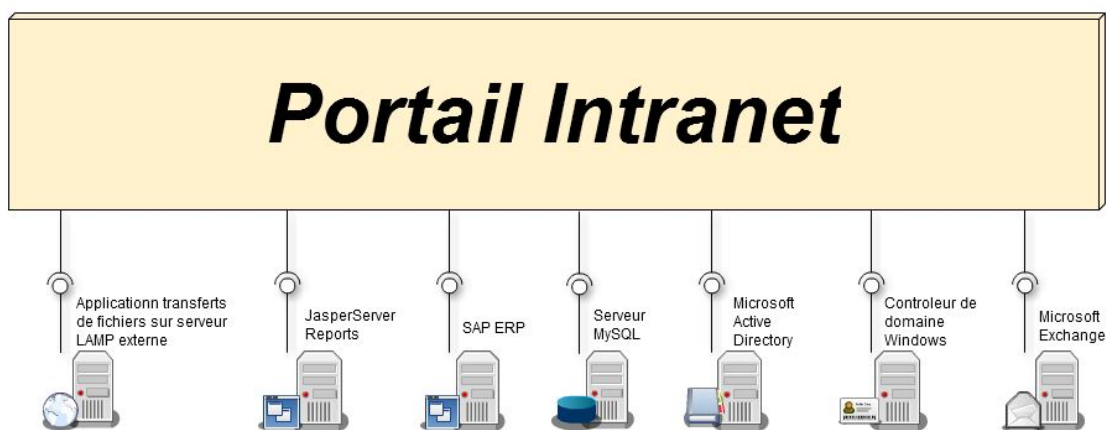 Portail Intranet
Applicationn transferts
de fichiers sur serveur
LAMP externe
JasperServer
Reports
SAP ERP
Serveur
MySQL
Microsoft
Active
Directory
Controleur de
domaine
Windows
Microsoft
Exchange